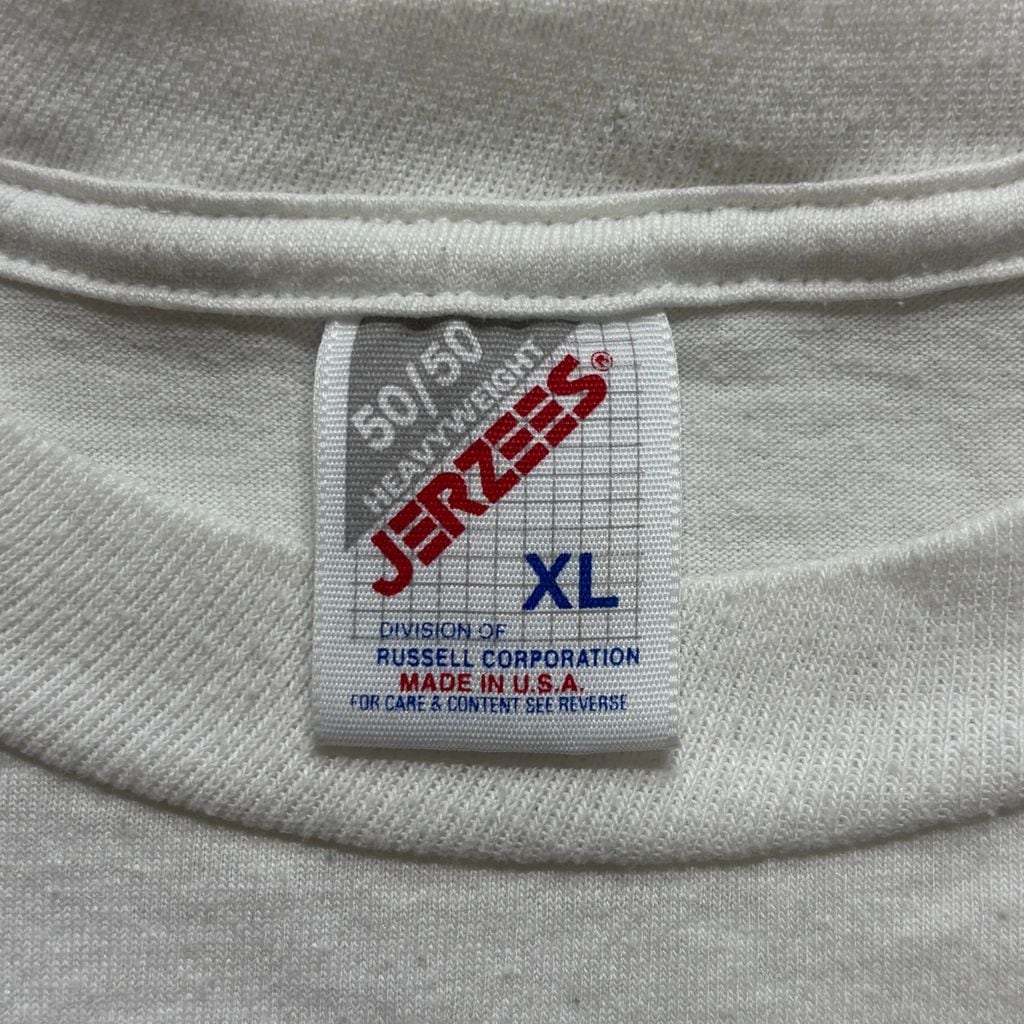 50/50
HEAVYWEIGHT
JERZEES®
XL
DIVISION OF
RUSSELL CORPORATION
MADE IN U.S.A.
FOR CARE & CONTENT SEE REVERSE